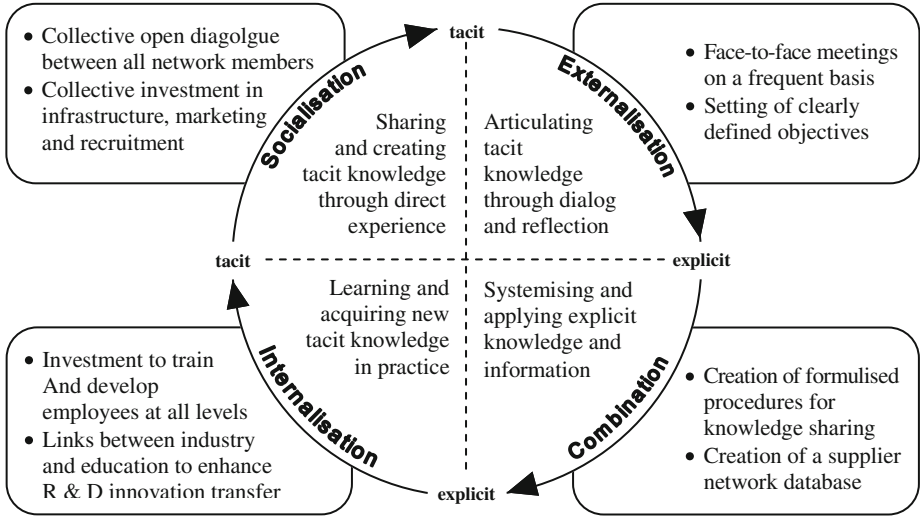 • Collective open diagolgue
between all network members
• Collective investment in
infrastructure, marketing
and recruitment
Socialisation
tacit
Externalisation
• Face-to-face meetings
on a frequent basis
• Setting of clearly
defined objectives
Sharing
and creating
tacit knowledge
through direct
experience
Articulating
tacit
knowledge
through dialog
and reflection
tacit
explicit
Learning and
acquiring new
tacit knowledge
in practice
Systemising and
applying explicit
knowledge and
information
• Investment to train
And develop
employees at all levels
• Links between industry
and education to enhance
R & D innovation transfer
Internalisation
explicit
Combination
• Creation of formulised
procedures for
knowledge sharing
• Creation of a supplier
network database